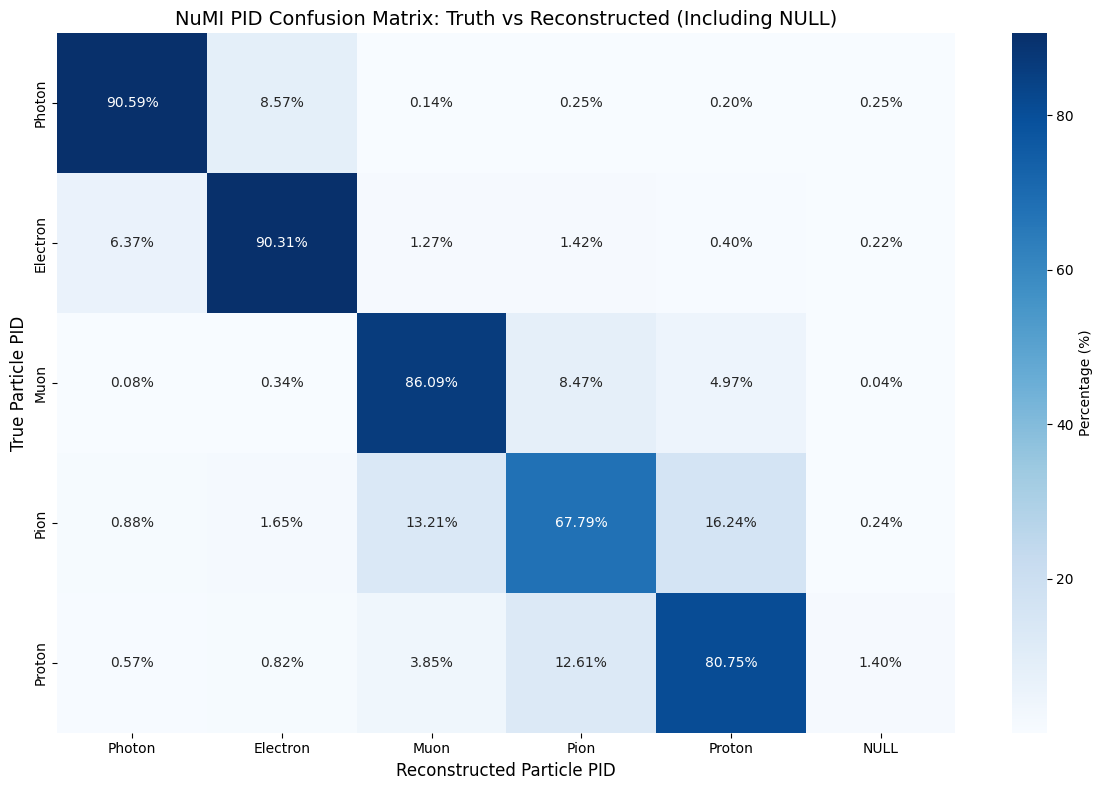 NuMI PID Confusion Matrix: Truth vs Reconstructed (Including NULL)
True Particle PID
Photon 90.59% 8.57% 0.14% 0.25% 0.20% 0.25%
Electron 6.37% 90.31% 1.27% 1.42% 0.40% 0.22%
Muon 0.08% 0.34% 86.09% 8.47% 4.97% 0.04%
Pion 0.88% 1.65% 13.21% 67.79% 16.24% 0.24%
Proton 0.57% 0.82% 3.85% 12.61% 80.75% 1.40%
Photon Electron Muon Pion Proton NULL
Reconstructed Particle PID
80
60
40
20
Percentage (%)